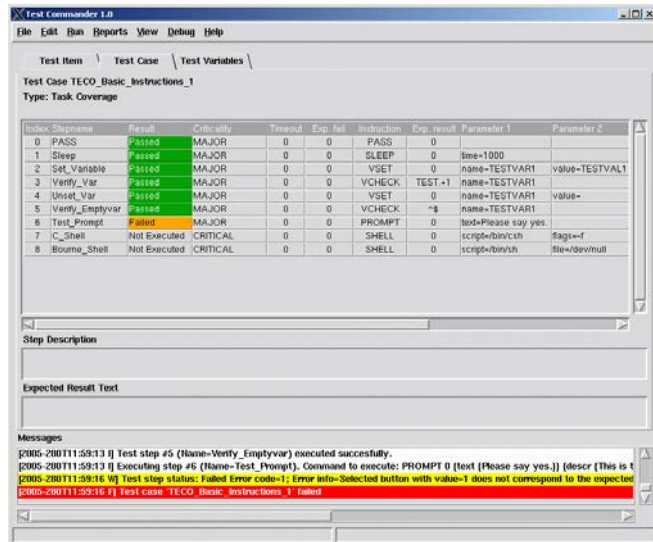 Test Commander 1.0
File Edit Run Reports View Debug Help
Test Item Test Case Test Variables
Test Case TECO_Basic_Instructions_1
Type: Task Coverage
Index Stepname Result Criticality Timeout Exp. fail Instruction Exp. result Parameter 1 Parameter 2
0 PASS Passed MAJOR 0 0 PASS 0
1 Sleep Passed MAJOR 0 0 SLEEP 0 time=1000
2 Set_Variable Passed MAJOR 0 0 VSET 0 name=TESTVAR1 value=TESTVAL1
3 Verify_Var Passed MAJOR 0 0 VCHECK TEST.+1 name=TESTVAR1
4 Unset_Var Passed MAJOR 0 0 VSET 0 name=TESTVAR1 value=
5 Verify_Emptyvar Passed MAJOR 0 0 VCHECK ^$ name=TESTVAR1
6 Test_Prompt Failed MAJOR 0 0 PROMPT 0 text=Please say yes.
7 C_Shell Not Executed CRITICAL 0 0 SHELL 0 script=/bin/csh flags=-f
8 Bourne_Shell Not Executed CRITICAL 0 0 SHELL 0 script=/bin/sh file=/dev/null
Step Description
Expected Result Text
Messages
[2005-280T11:59:13 I] Test step #5 (Name=Verify_Emptyvar) executed succesfully.
[2005-280T11:59:13 I] Executing step #6 (Name=Test_Prompt). Command to execute: PROMPT 0 {text {Please say yes.}} {descr {This is t
[2005-280T11:59:16 W] Test step status: Failed Error code=1; Error info=Selected button with value=1 does not correspond to the expected
[2005-280T11:59:16 F] Test case 'TECO_Basic_Instructions_1' failed